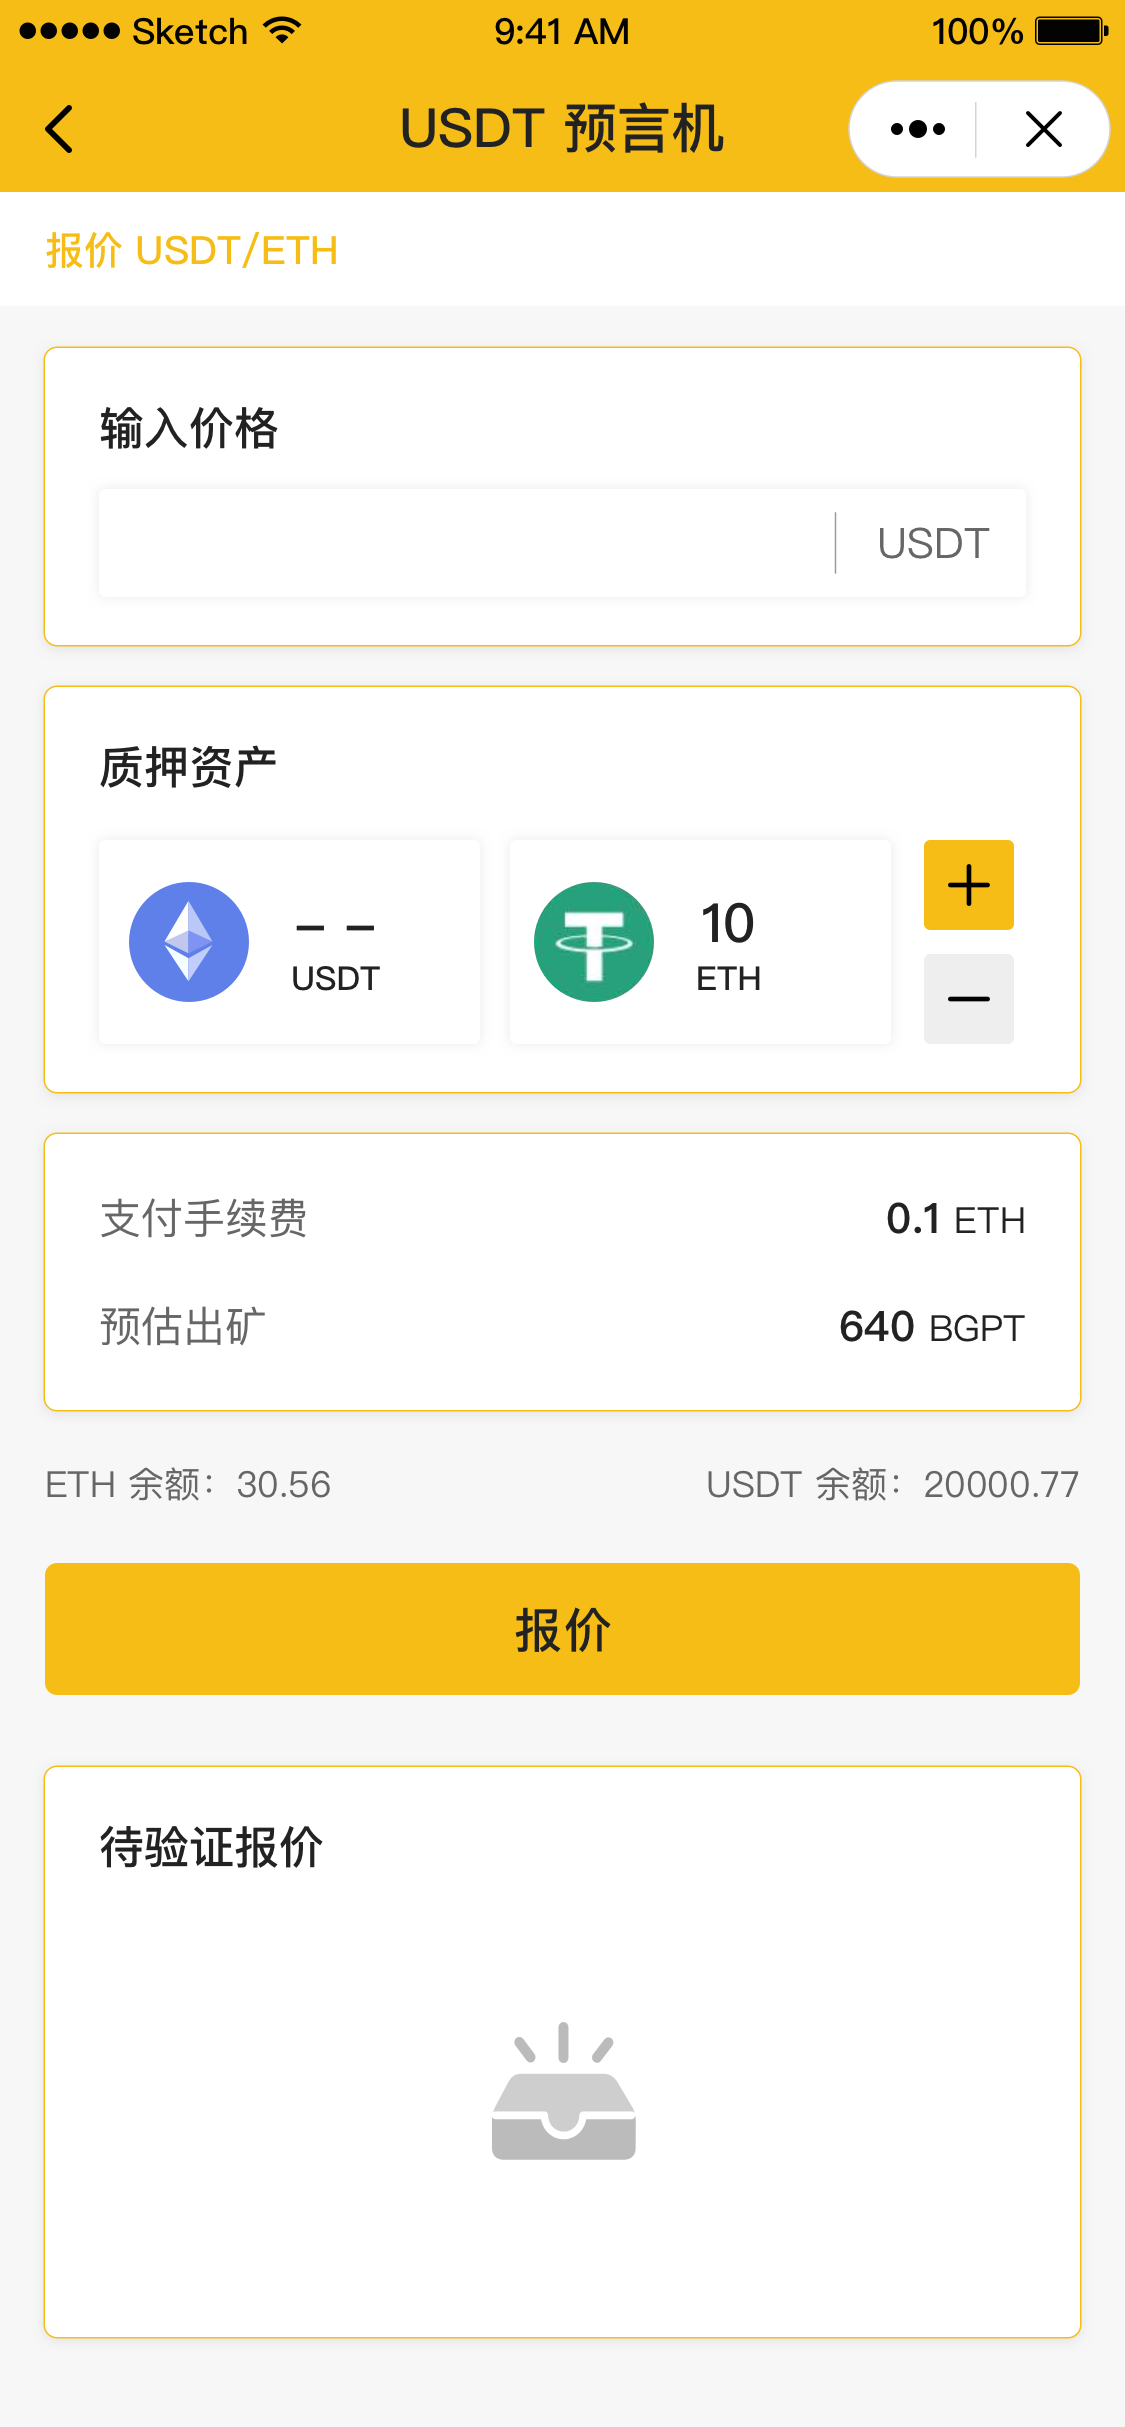 Sketch 9:41 AM 100%
USDT 预言机
报价 USDT/ETH
输入价格
USDT
质押资产
– – 10
USDT ETH
支付手续费 0.1 ETH
预估出矿 640 BGPT
ETH 余额：30.56 USDT 余额：20000.77
报价
待验证报价